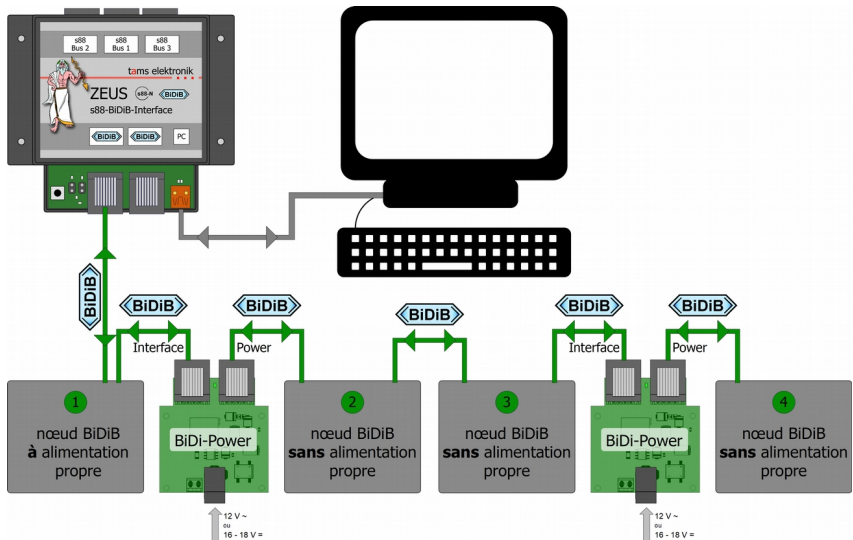 s88
Bus 2
s88
Bus 1
s88
Bus 3
tams elektronik
ZEUS s88-N BiDiB
s88-BiDiB-Interface
BiDiB BiDiB PC
BiDiB
BiDiB
BiDiB
BiDiB
BiDiB
BiDiB
Interface
Power
Interface
Power
1
nœud BiDiB
à alimentation
propre
BiDi-Power
2
nœud BiDiB
sans alimentation
propre
3
nœud BiDiB
sans alimentation
propre
BiDi-Power
4
nœud BiDiB
sans alimentation
propre
12 V ~
ou
16 - 18 V =
12 V ~
ou
16 - 18 V =